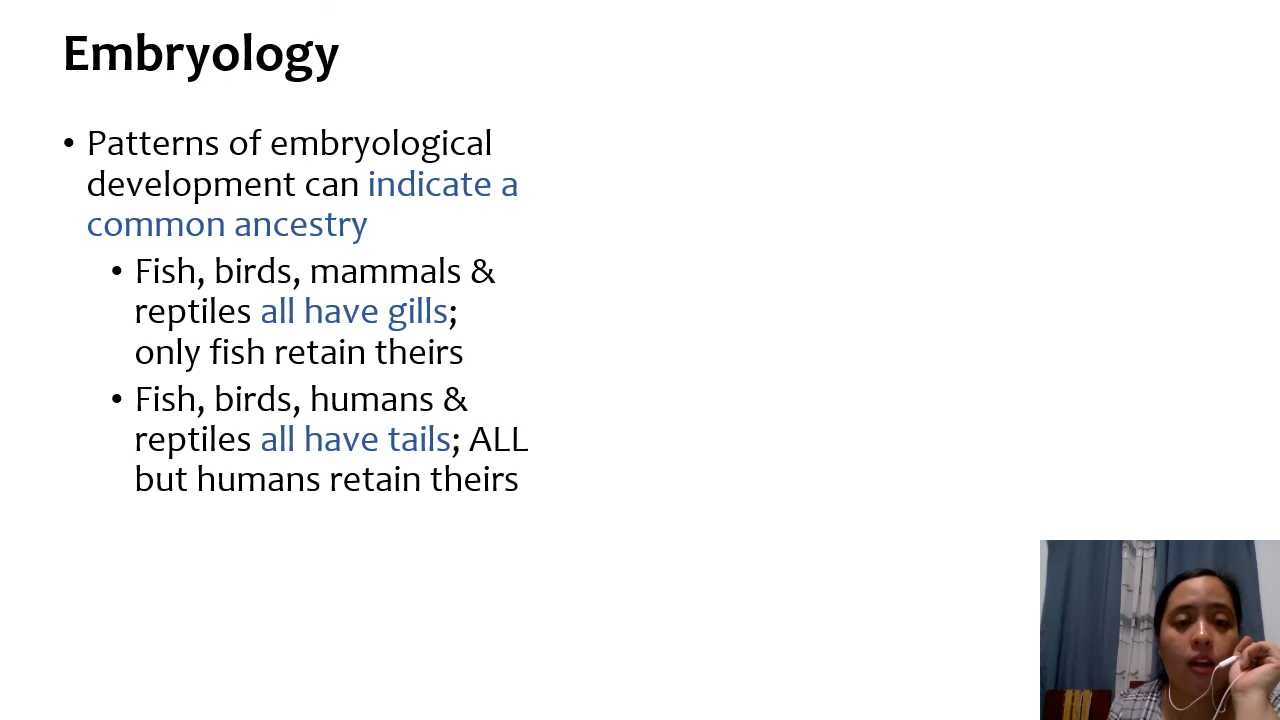 Embryology
• Patterns of embryological
development can indicate a
common ancestry
• Fish, birds, mammals &
reptiles all have gills;
only fish retain theirs
• Fish, birds, humans &
reptiles all have tails; ALL
but humans retain theirs